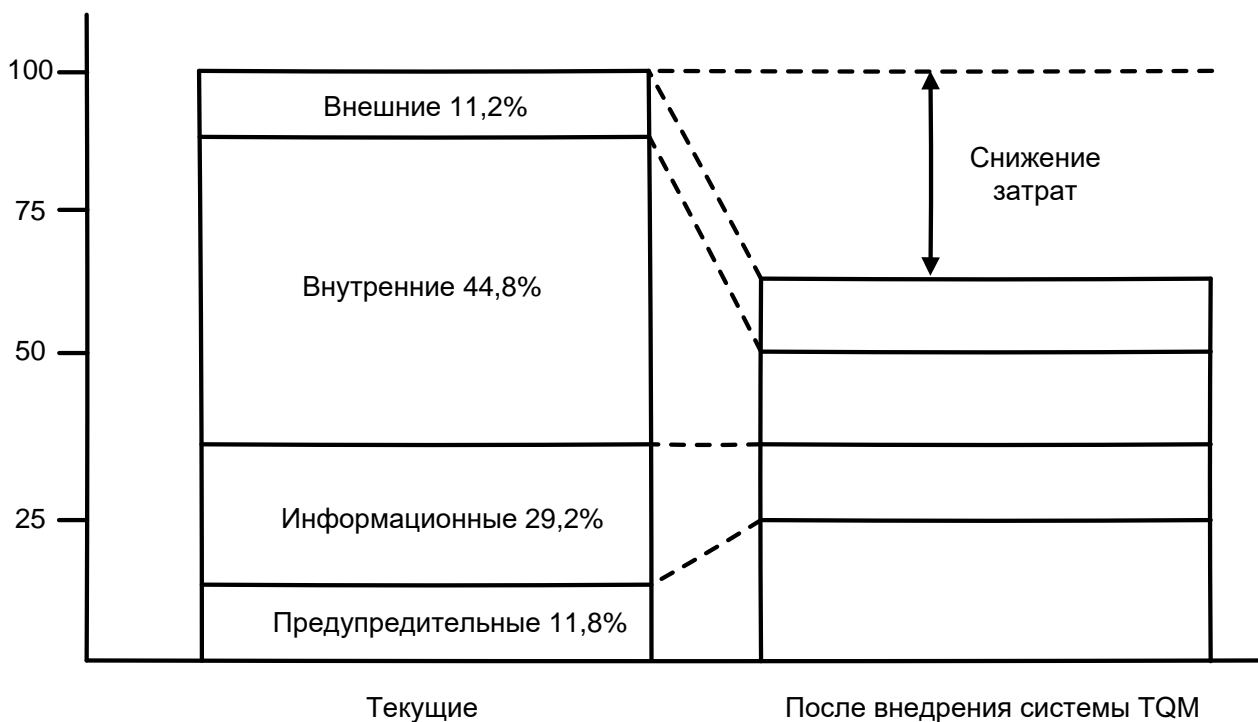 100
Внешние 11,2%
Снижение
затрат
75
Внутренние 44,8%
50
Информационные 29,2%
25
Предупредительные 11,8%
Текущие
После внедрения системы TQM